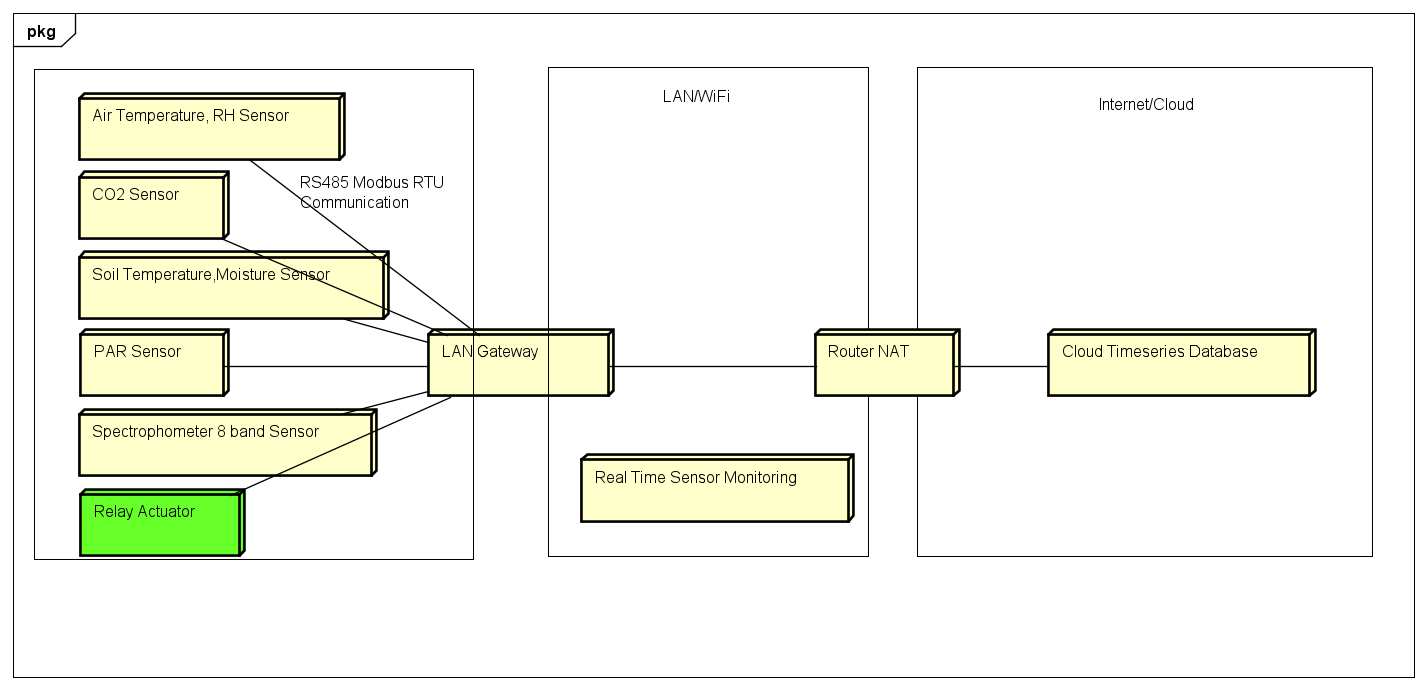 pkg
Air Temperature, RH Sensor
RS485 Modbus RTU
Communication
CO2 Sensor
Soil Temperature,Moisture Sensor
PAR Sensor
Spectrophometer 8 band Sensor
Relay Actuator
LAN Gateway
LAN/WiFi
Router NAT
Real Time Sensor Monitoring
Internet/Cloud
Cloud Timeseries Database